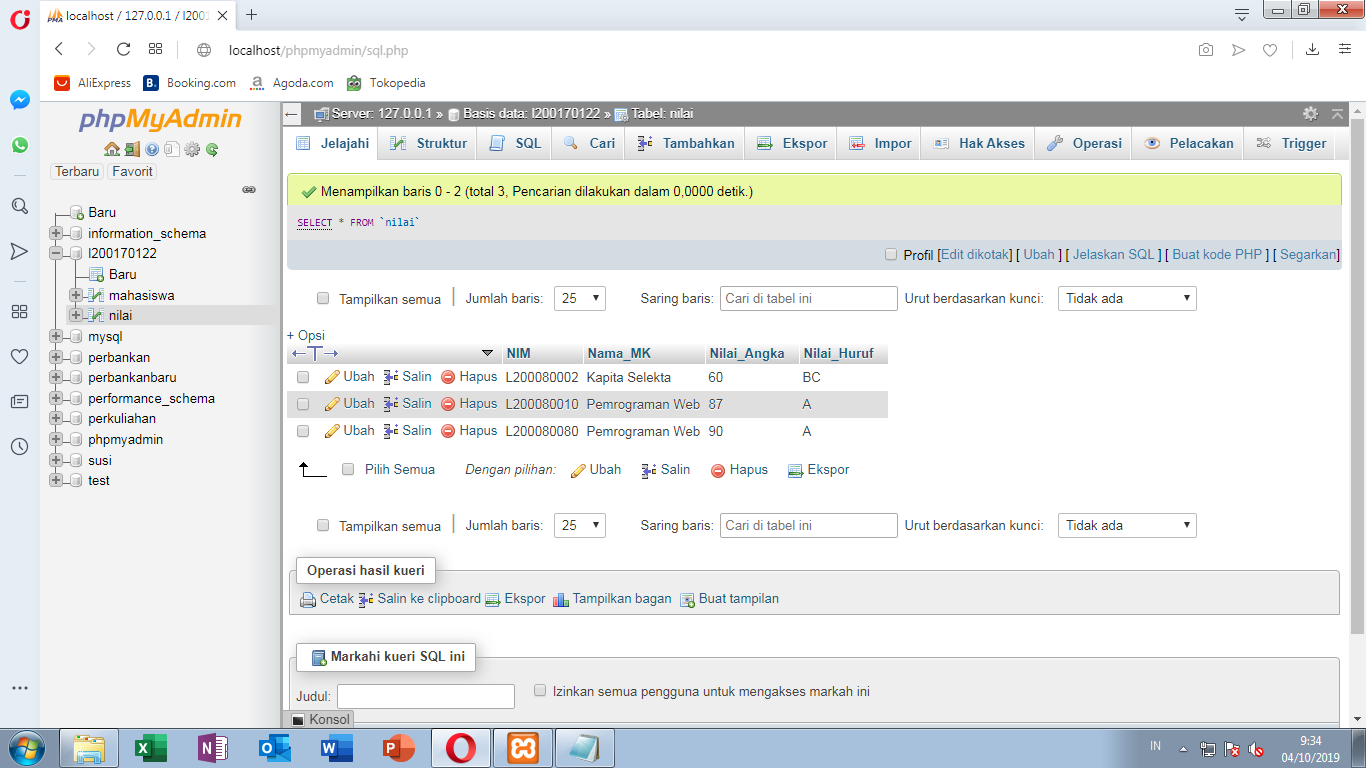 localhost / 127.0.0.1 / l2001
localhost/phpmyadmin/sql.php
AliExpress Booking.com Agoda.com Tokopedia
phpMyAdmin
Terbaru Favorit
Baru
information_schema
l200170122
Baru
mahasiswa
nilai
mysql
perbankan
perbankanbaru
performance_schema
perkuliahan
phpmyadmin
susi
test
Server: 127.0.0.1 » Basis data: l200170122 » Tabel: nilai
Jelajahi Struktur SQL Cari Tambahkan Ekspor Impor Hak Akses Operasi Pelacakan Trigger
Menampilkan baris 0 - 2 (total 3, Pencarian dilakukan dalam 0,0000 detik.)
SELECT * FROM `nilai`
Profil [Edit dikotak] [ Ubah ] [ Jelaskan SQL ] [ Buat kode PHP ] [ Segarkan]
Tampilkan semua | Jumlah baris: 25 Saring baris: Cari di tabel ini Urut berdasarkan kunci: Tidak ada
+ Opsi
←T→ NIM Nama_MK Nilai_Angka Nilai_Huruf
Ubah Salin Hapus L200080002 Kapita Selekta 60 BC
Ubah Salin Hapus L200080010 Pemrograman Web 87 A
Ubah Salin Hapus L200080080 Pemrograman Web 90 A
Pilih Semua Dengan pilihan: Ubah Salin Hapus Ekspor
Tampilkan semua | Jumlah baris: 25 Saring baris: Cari di tabel ini Urut berdasarkan kunci: Tidak ada
Operasi hasil kueri
Cetak Salin ke clipboard Ekspor Tampilkan bagan Buat tampilan
Markahi kueri SQL ini
Judul: Izinkan semua pengguna untuk mengakses markah ini
Konsol
IN 9:34
04/10/2019